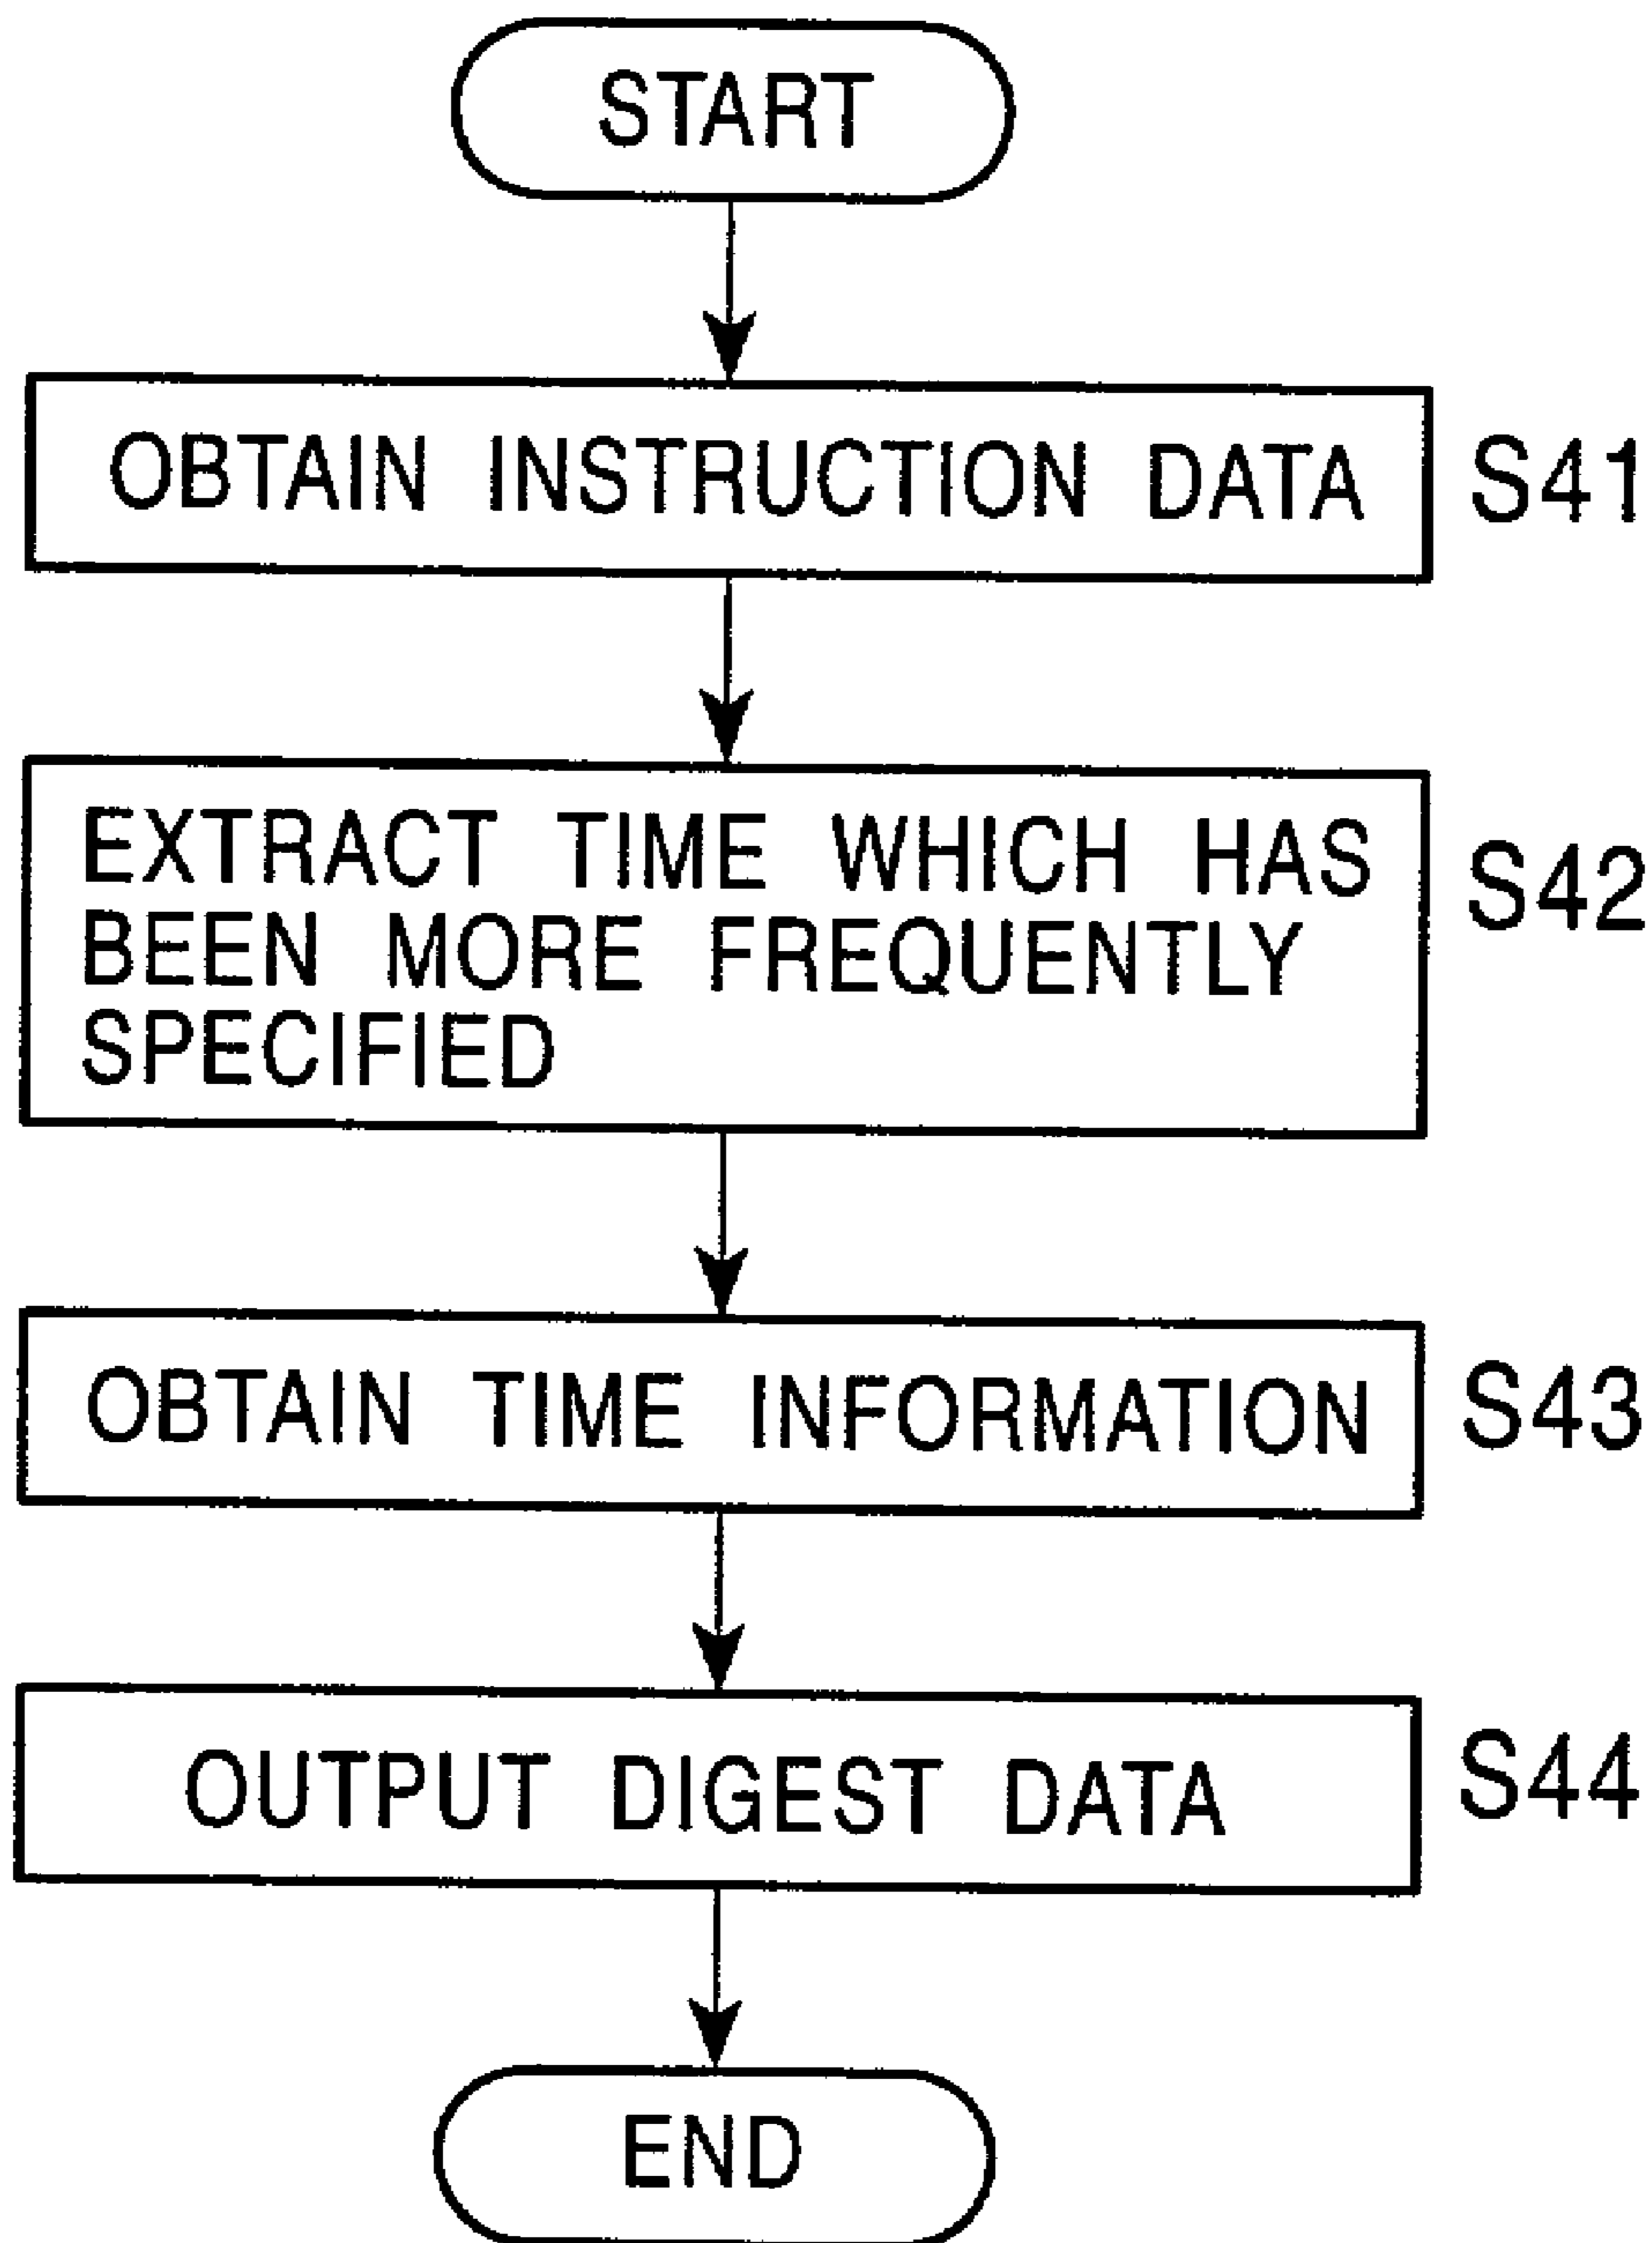 START
OBTAIN INSTRUCTION DATA S41
EXTRACT TIME WHICH HAS
BEEN MORE FREQUENTLY
SPECIFIED
S42
OBTAIN TIME INFORMATION S43
OUTPUT DIGEST DATA S44
END